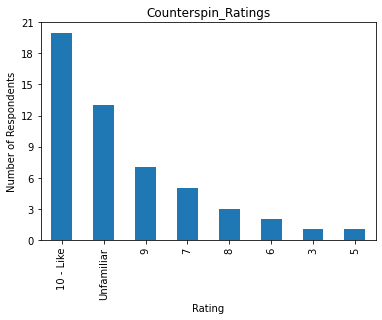 Counterspin_Ratings
21
18
15
12
9
6
3
0
Number of Respondents
10 - Like
Unfamiliar
9
7
8
6
3
5
Rating